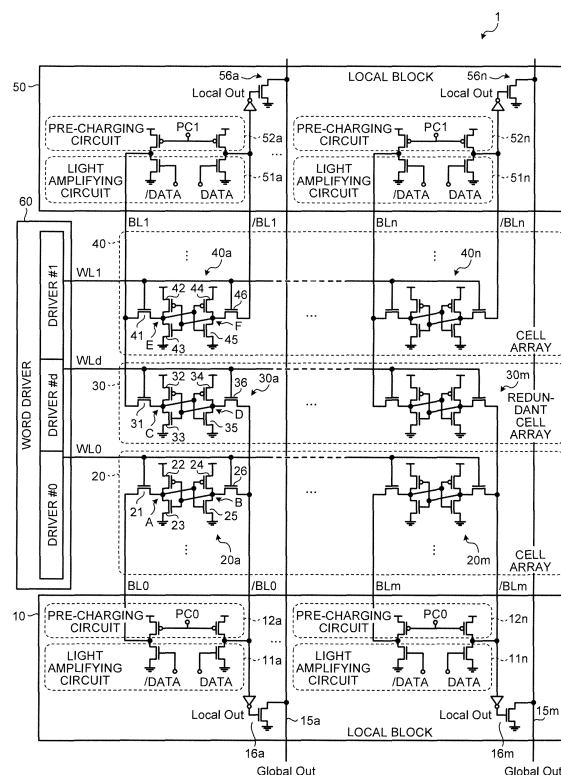 1
56a
56n
50
LOCAL BLOCK
Local Out
Local Out
PRE-CHARGING CIRCUIT
PC1
52a
PRE-CHARGING CIRCUIT
PC1
52n
...
LIGHT AMPLIFYING CIRCUIT
51a
LIGHT AMPLIFYING CIRCUIT
51n
/DATA
DATA
/DATA
DATA
60
BL1
/BL1
BLn
/BLn
40
40a
40n
WL1
42
44
46
41
43
45
E
F
...
CELL ARRAY
WLd
30
32
34
36
30a
30m
31
33
35
C
D
...
REDUNDANT CELL ARRAY
WL0
20
22
24
26
21
23
25
A
B
...
20a
20m
CELL ARRAY
WORD DRIVER
DRIVER #1
DRIVER #d
DRIVER #0
BL0
/BL0
BLm
/BLm
10
PRE-CHARGING CIRCUIT
PC0
12a
PRE-CHARGING CIRCUIT
PC0
12n
...
LIGHT AMPLIFYING CIRCUIT
11a
LIGHT AMPLIFYING CIRCUIT
11n
/DATA
DATA
/DATA
DATA
Local Out
15a
Local Out
15m
16a
16m
LOCAL BLOCK
Global Out
Global Out